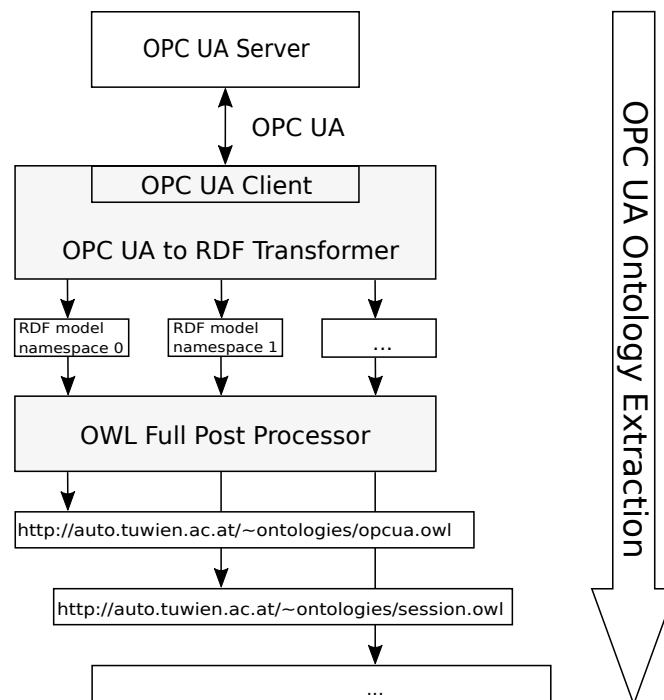 OPC UA Server
OPC UA
OPC UA Client
OPC UA to RDF Transformer
RDF model
namespace 0
RDF model
namespace 1
...
OWL Full Post Processor
http://auto.tuwien.ac.at/~ontologies/opcua.owl
http://auto.tuwien.ac.at/~ontologies/session.owl
...
OPC UA Ontology Extraction